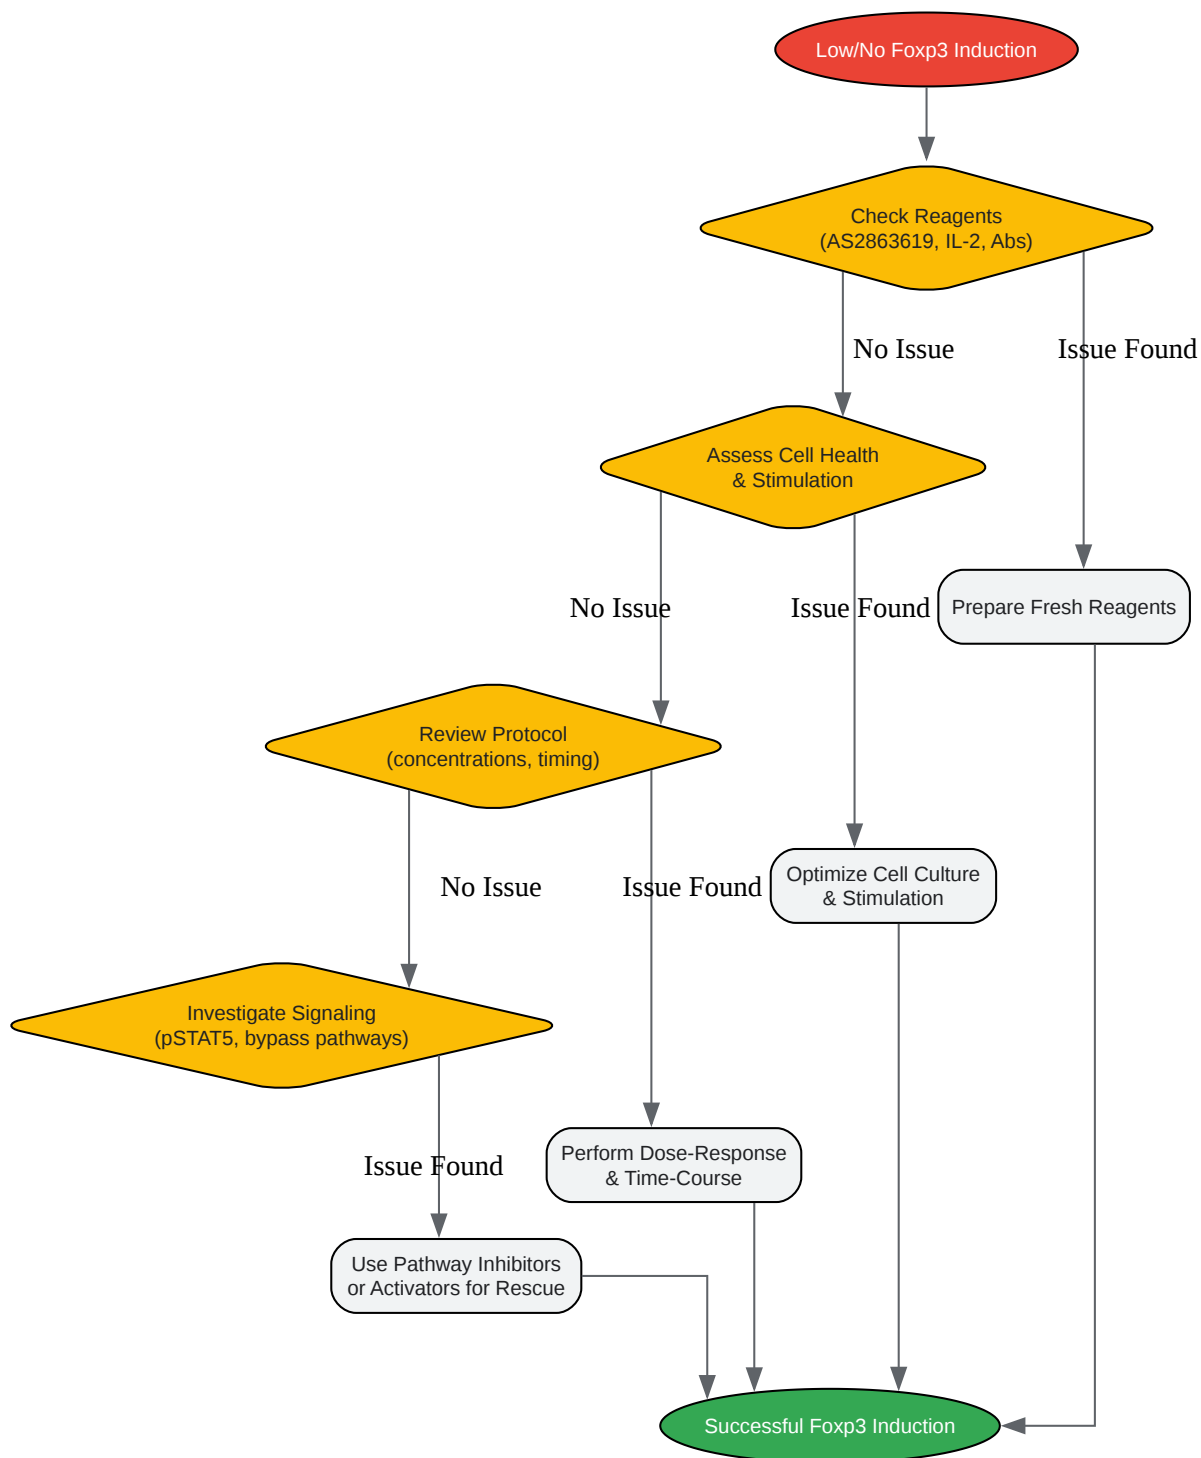 Low/No Foxp3 Induction
Check Reagents
(AS2863619, IL-2, Abs)
No Issue
Issue Found
Assess Cell Health
& Stimulation
No Issue
Issue Found
Prepare Fresh Reagents
Review Protocol
(concentrations, timing)
No Issue
Issue Found
Optimize Cell Culture
& Stimulation
Investigate Signaling
(pSTAT5, bypass pathways)
Issue Found
Perform Dose-Response
& Time-Course
Use Pathway Inhibitors
or Activators for Rescue
Successful Foxp3 Induction